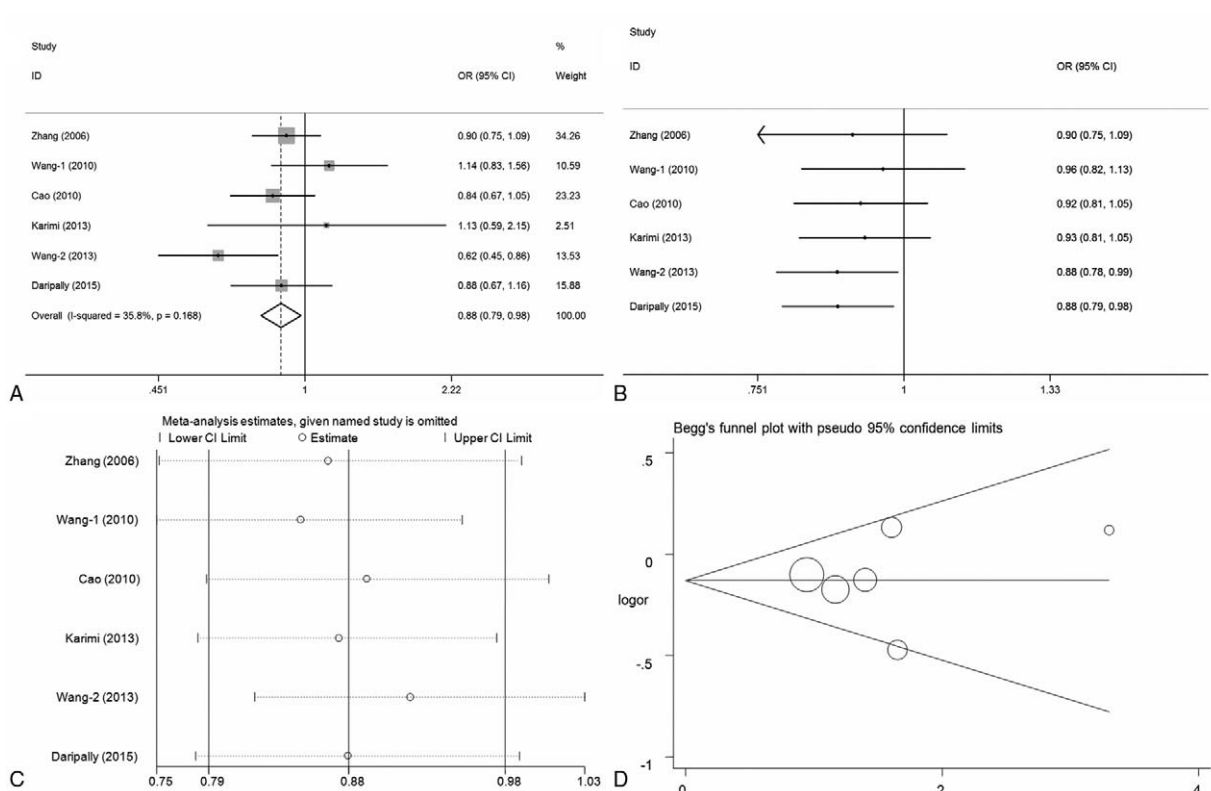 Study %
ID OR (95% CI) Weight
Zhang (2006) 0.90 (0.75, 1.09) 34.26
Wang-1 (2010) 1.14 (0.83, 1.56) 10.59
Cao (2010) 0.84 (0.67, 1.05) 23.23
Karimi (2013) 1.13 (0.59, 2.15) 2.51
Wang-2 (2013) 0.62 (0.45, 0.86) 13.53
Daripally (2015) 0.88 (0.67, 1.16) 15.88
Overall (I-squared = 35.8%, p = 0.168) 0.88 (0.79, 0.98) 100.00
.451 1 2.22
A
Study
ID OR (95% CI)
Zhang (2006) 0.90 (0.75, 1.09)
Wang-1 (2010) 0.96 (0.82, 1.13)
Cao (2010) 0.92 (0.81, 1.05)
Karimi (2013) 0.93 (0.81, 1.05)
Wang-2 (2013) 0.88 (0.78, 0.99)
Daripally (2015) 0.88 (0.79, 0.98)
.751 1 1.33
B
Meta-analysis estimates, given named study is omitted
Lower CI Limit Estimate Upper CI Limit
Zhang (2006)
Wang-1 (2010)
Cao (2010)
Karimi (2013)
Wang-2 (2013)
Daripally (2015)
0.75 0.79 0.88 0.98 1.03
C
Begg's funnel plot with pseudo 95% confidence limits
.5
0
logor
-.5
-1
0 2 4
D